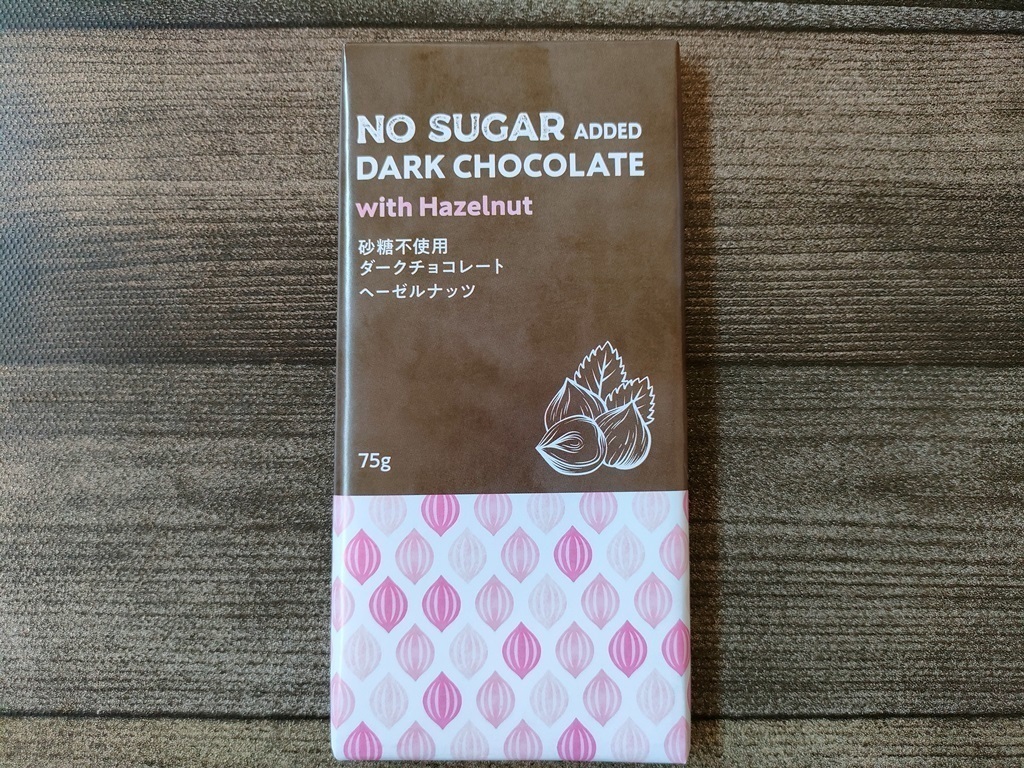 NO SUGAR ADDED
DARK CHOCOLATE
with Hazelnut
砂糖不使用
ダークチョコレート
ヘーゼルナッツ
75g